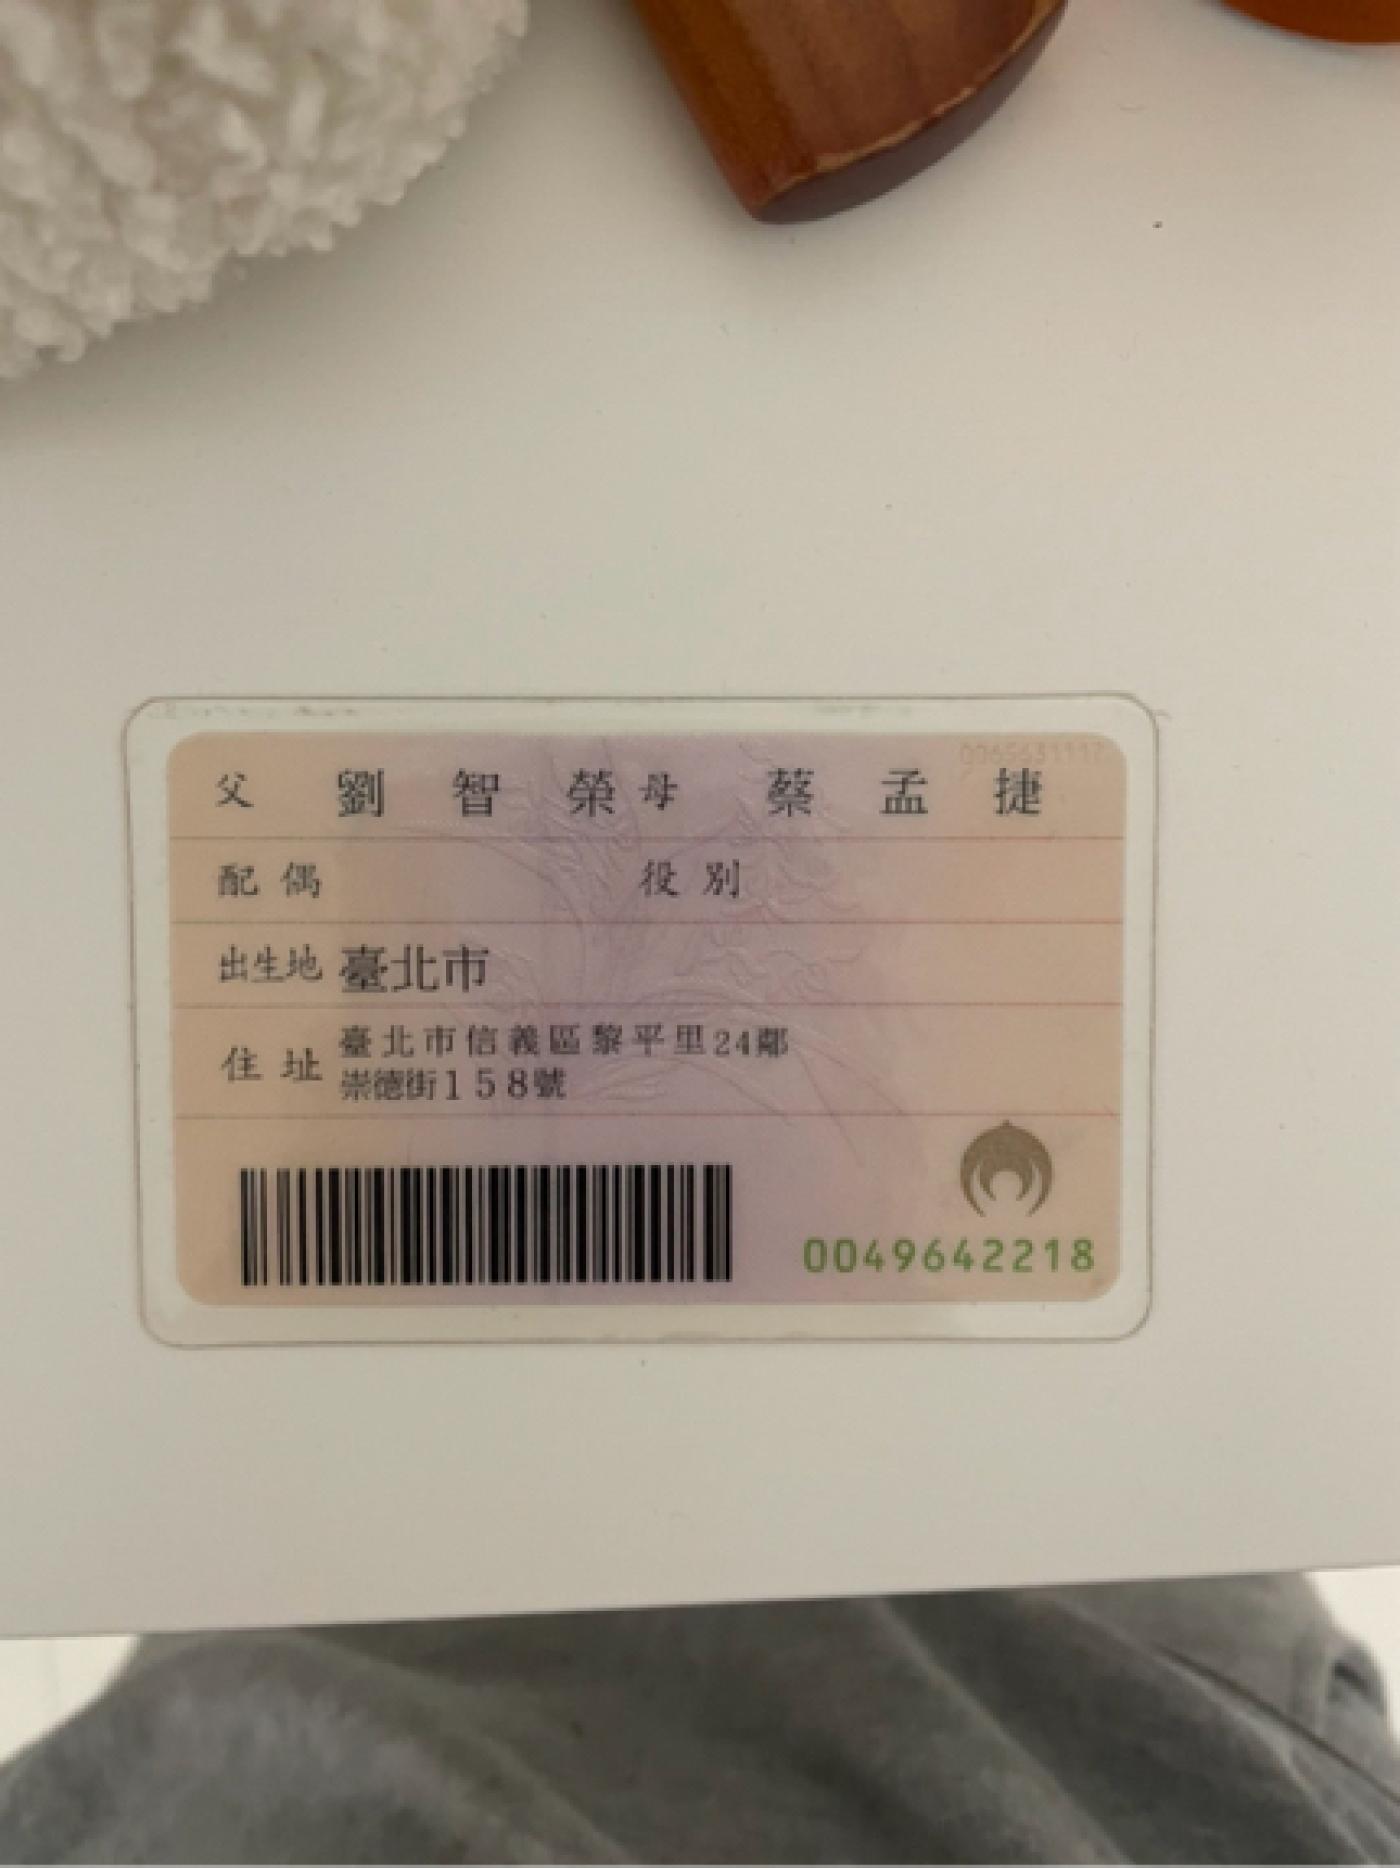 父 劉智榮 母 蔡孟捷
配偶 役別
出生地 臺北市
住址 臺北市信義區黎平里24鄰
崇德街158號
0049642218